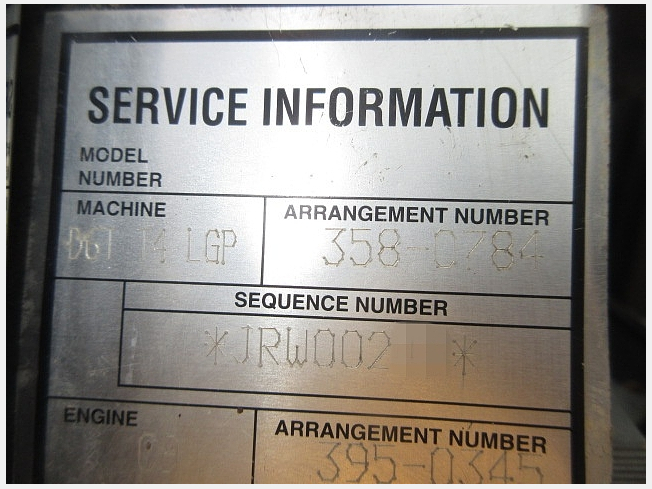 SERVICE INFORMATION
MODEL
NUMBER
MACHINE
ARRANGEMENT NUMBER
D6T T4 LGP
358-0784
SEQUENCE NUMBER
*JRW002 *
ENGINE
ARRANGEMENT NUMBER
395-0345